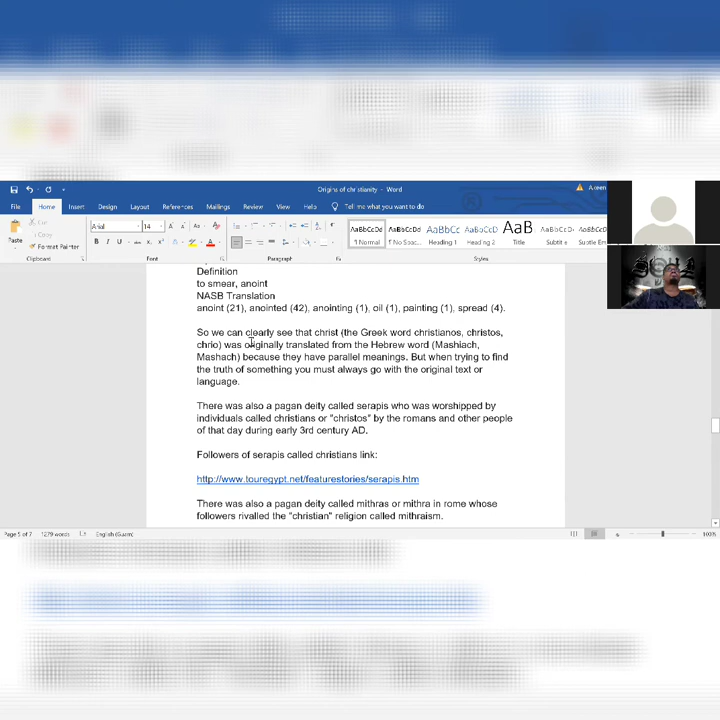 Origins of christianity - Word
File Home Insert Design Layout References Mailings Review View Help Tell me what you want to do
Paste
Cut
Copy
Format Painter
Arial 14
AaBbCcDd AaBbCcDd AaBbCc AaBbCcD AaB AaBbCcD AaBbCcDd
¶ Normal ¶ No Spac... Heading 1 Heading 2 Title Subtitle Subtle Em
Clipboard Font Paragraph Styles
Definition
to smear, anoint
NASB Translation
anoint (21), anointed (42), anointing (1), oil (1), painting (1), spread (4).
So we can clearly see that christ (the Greek word christianos, christos,
chrio) was originally translated from the Hebrew word (Mashiach,
Mashach) because they have parallel meanings. But when trying to find
the truth of something you must always go with the original text or
language.
There was also a pagan deity called serapis who was worshipped by
individuals called christians or "christos" by the romans and other people
of that day during early 3rd century AD.
Followers of serapis called christians link:
http://www.touregypt.net/featurestories/serapis.htm
There was also a pagan deity called mithras or mithra in rome whose
followers rivalled the "christian" religion called mithraism.
Page 5 of 7 1279 words English (Guam) 100%